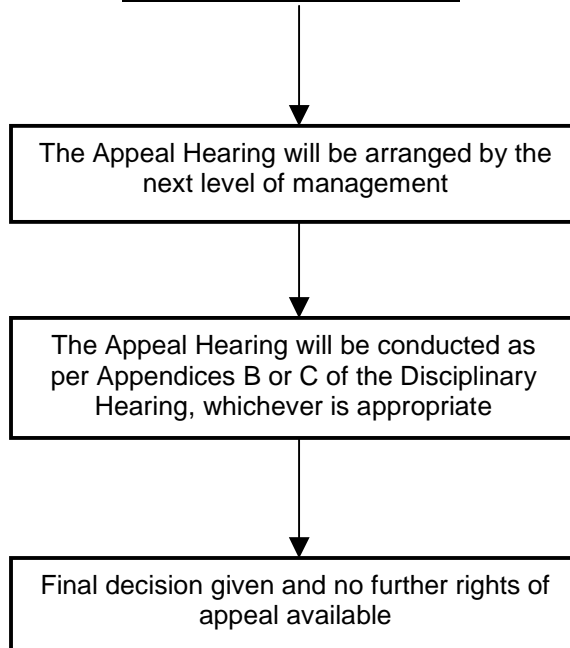 The Appeal Hearing will be arranged by the
next level of management
The Appeal Hearing will be conducted as
per Appendices B or C of the Disciplinary
Hearing, whichever is appropriate
Final decision given and no further rights of
appeal available